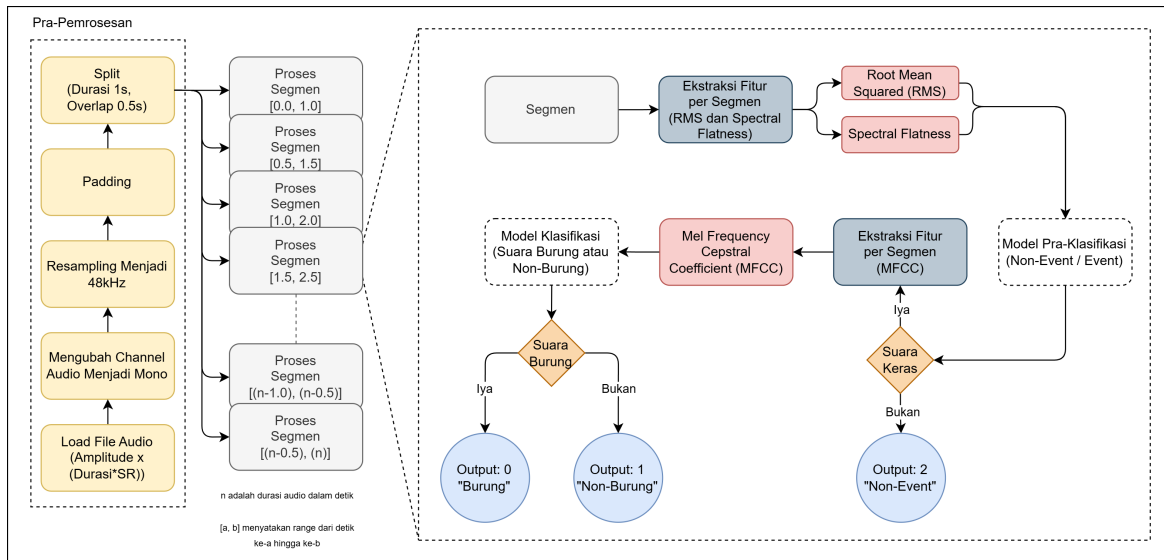 Pra-Pemrosesan
Split
(Durasi 1s,
Overlap 0.5s)
Padding
Resampling Menjadi
48kHz
Mengubah Channel
Audio Menjadi Mono
Load File Audio
(Amplitude x
(Durasi*SR))
Proses
Segmen
[0.0, 1.0]
Proses
Segmen
[0.5, 1.5]
Proses
Segmen
[1.0, 2.0]
Proses
Segmen
[1.5, 2.5]
Proses
Segmen
[(n-1.0), (n-0.5)]
Proses
Segmen
[(n-0.5), (n)]
n adalah durasi audio dalam detik
[a, b] menyatakan range dari detik
ke-a hingga ke-b
Segmen
Ekstraksi Fitur
per Segmen
(RMS dan Spectral
Flatness)
Root Mean
Squared (RMS)
Spectral Flatness
Model Pra-Klasifikasi
(Non-Event / Event)
Ekstraksi Fitur
per Segmen
(MFCC)
Mel Frequency
Cepstral
Coefficient (MFCC)
Model Klasifikasi
(Suara Burung atau
Non-Burung)
Iya
Suara
Keras
Bukan
Output: 2
"Non-Event"
Suara
Burung
Iya
Bukan
Output: 0
"Burung"
Output: 1
"Non-Burung"